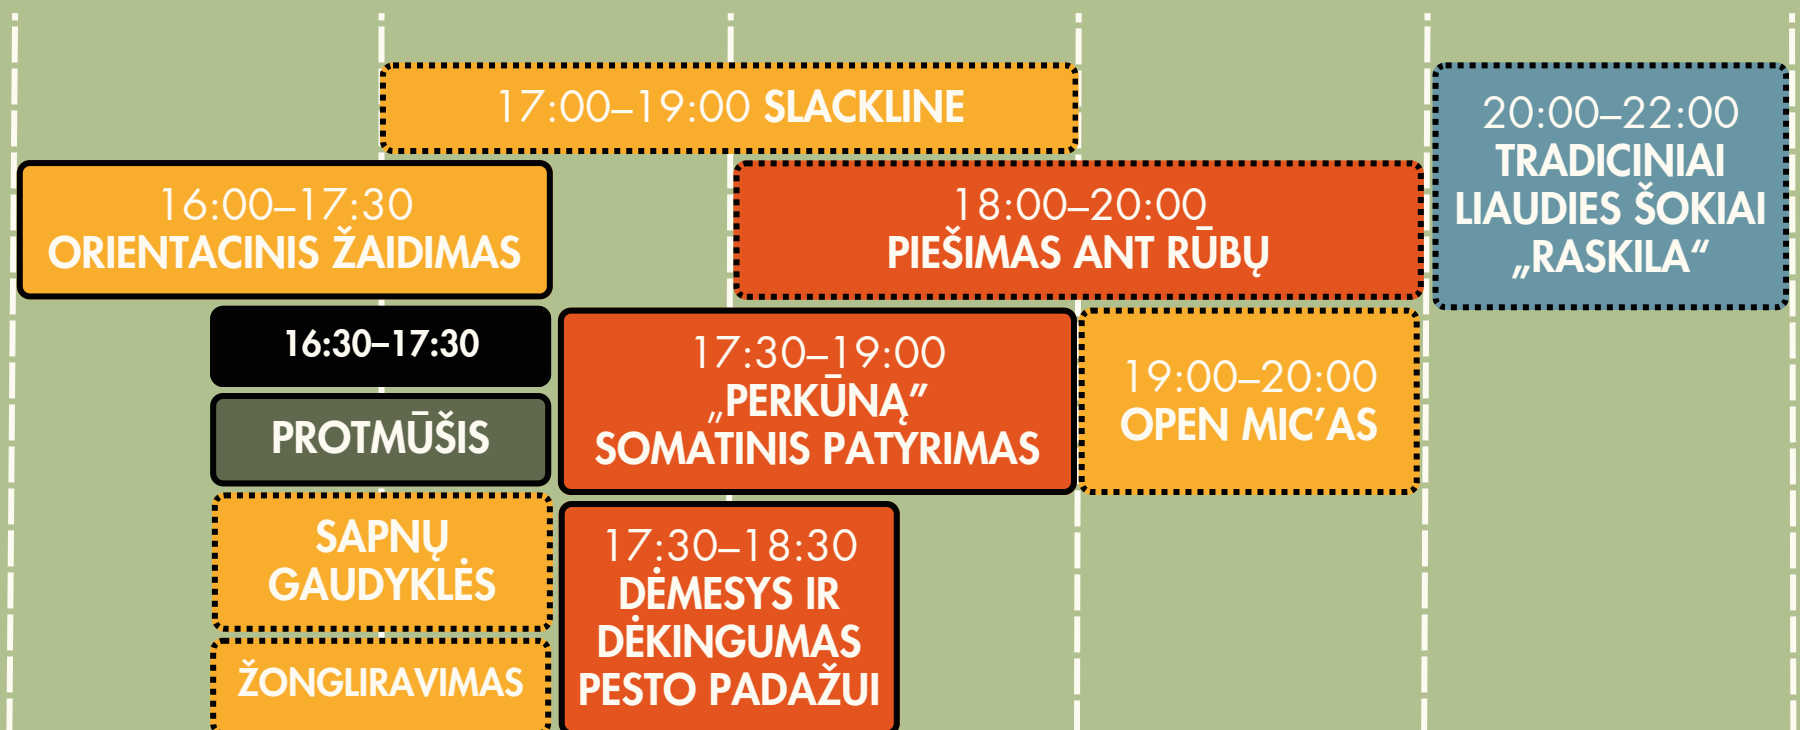 17:00–19:00 SLACKLINE
16:00–17:30
ORIENTACINIS ŽAIDIMAS
18:00–20:00
PIEŠIMAS ANT RŪBŲ
20:00–22:00
TRADICINIAI
LIAUDIES ŠOKIAI
„RASKILA“
16:30–17:30
PROTMŪŠIS
SAPNŲ
GAUDYKLĖS
ŽONGLIRAVIMAS
17:30–19:00
„PERKŪNĄ”
SOMATINIS PATYRIMAS
17:30–18:30
DĖMESYS IR
DĖKINGUMAS
PESTO PADAŽUI
19:00–20:00
OPEN MIC’AS